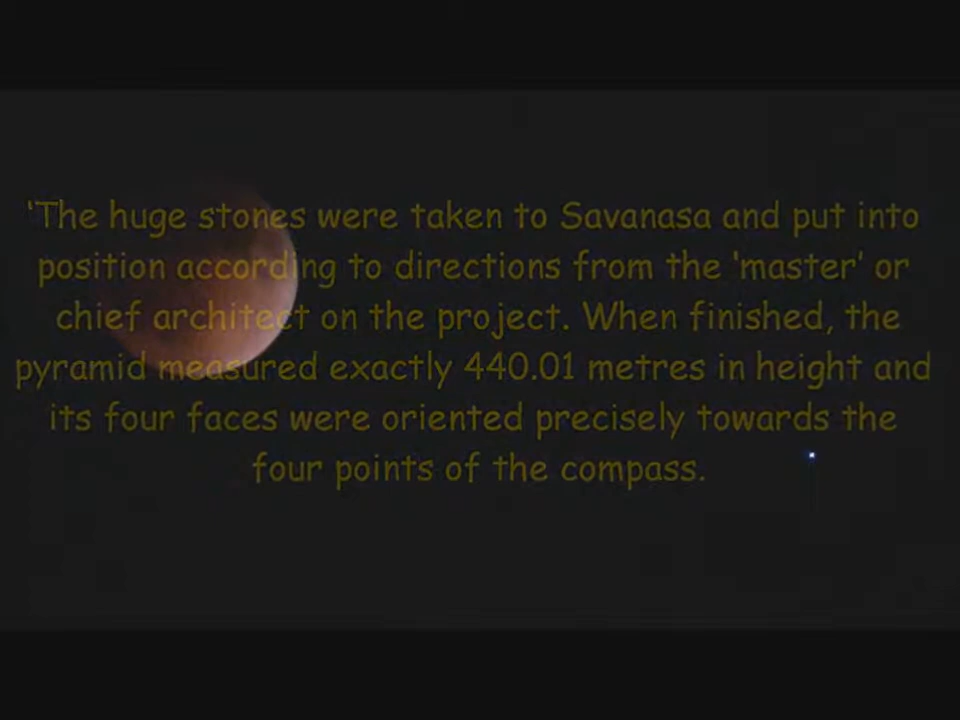 ‘The huge stones were taken to Savanasa and put into
position according to directions from the ‘master’ or
chief architect on the project. When finished, the
pyramid measured exactly 440.01 metres in height and
its four faces were oriented precisely towards the
four points of the compass.